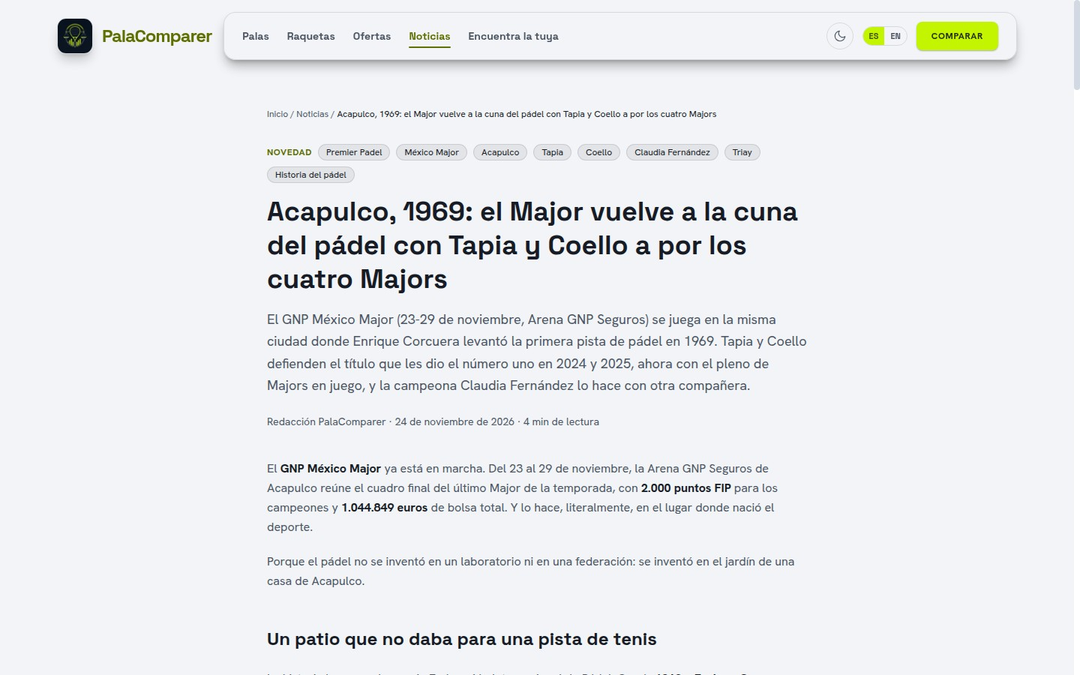 PalaComparer
Palas Raquetas Ofertas Noticias Encuentra la tuya
ES EN COMPARAR
Inicio / Noticias / Acapulco, 1969: el Major vuelve a la cuna del pádel con Tapia y Coello a por los cuatro Majors
NOVEDAD Premier Padel México Major Acapulco Tapia Coello Claudia Fernández Triay
Historia del pádel
Acapulco, 1969: el Major vuelve a la cuna
del pádel con Tapia y Coello a por los
cuatro Majors
El GNP México Major (23-29 de noviembre, Arena GNP Seguros) se juega en la misma
ciudad donde Enrique Corcuera levantó la primera pista de pádel en 1969. Tapia y Coello
defienden el título que les dio el número uno en 2024 y 2025, ahora con el pleno de
Majors en juego, y la campeona Claudia Fernández lo hace con otra compañera.
Redacción PalaComparer · 24 de noviembre de 2026 · 4 min de lectura
El GNP México Major ya está en marcha. Del 23 al 29 de noviembre, la Arena GNP Seguros de
Acapulco reúne el cuadro final del último Major de la temporada, con 2.000 puntos FIP para los
campeones y 1.044.849 euros de bolsa total. Y lo hace, literalmente, en el lugar donde nació el
deporte.
Porque el pádel no se inventó en un laboratorio ni en una federación: se inventó en el jardín de una
casa de Acapulco.
Un patio que no daba para una pista de tenis